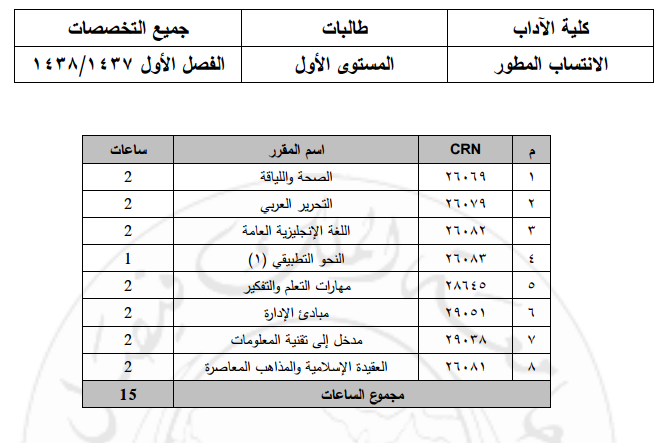 كلية الآداب طالبات جميع التخصصات
الانتساب المطور المستوى الأول الفصل الأول ١٤٣٨/١٤٣٧
م CRN اسم المقرر ساعات
١ ٢٦٠٦٩ الصحة واللياقة 2
٢ ٢٦٠٧٩ التحرير العربي 2
٣ ٢٦٠٨٢ اللغة الإنجليزية العامة 2
٤ ٢٦٠٨٣ النحو التطبيقي (١) 1
٥ ٢٨٦٤٥ مهارات التعلم والتفكير 2
٦ ٢٩٠٥١ مبادئ الإدارة 2
٧ ٢٩٠٣٨ مدخل إلى تقنية المعلومات 2
٨ ٢٦٠٨١ العقيدة الإسلامية والمذاهب المعاصرة 2
مجموع الساعات 15